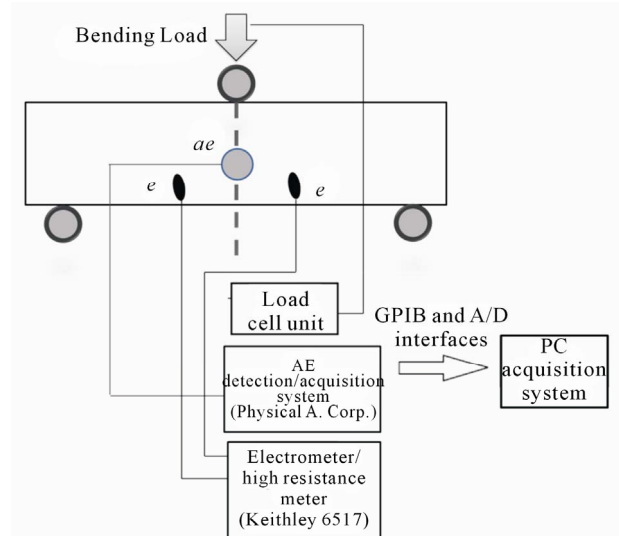 Bending Load
ae
e
e
Load
cell unit
GPIB and A/D
interfaces
AE
detection/acquisition
system
(Physical A. Corp.)
PC
acquisition
system
Electrometer/
high resistance
meter
(Keithley 6517)